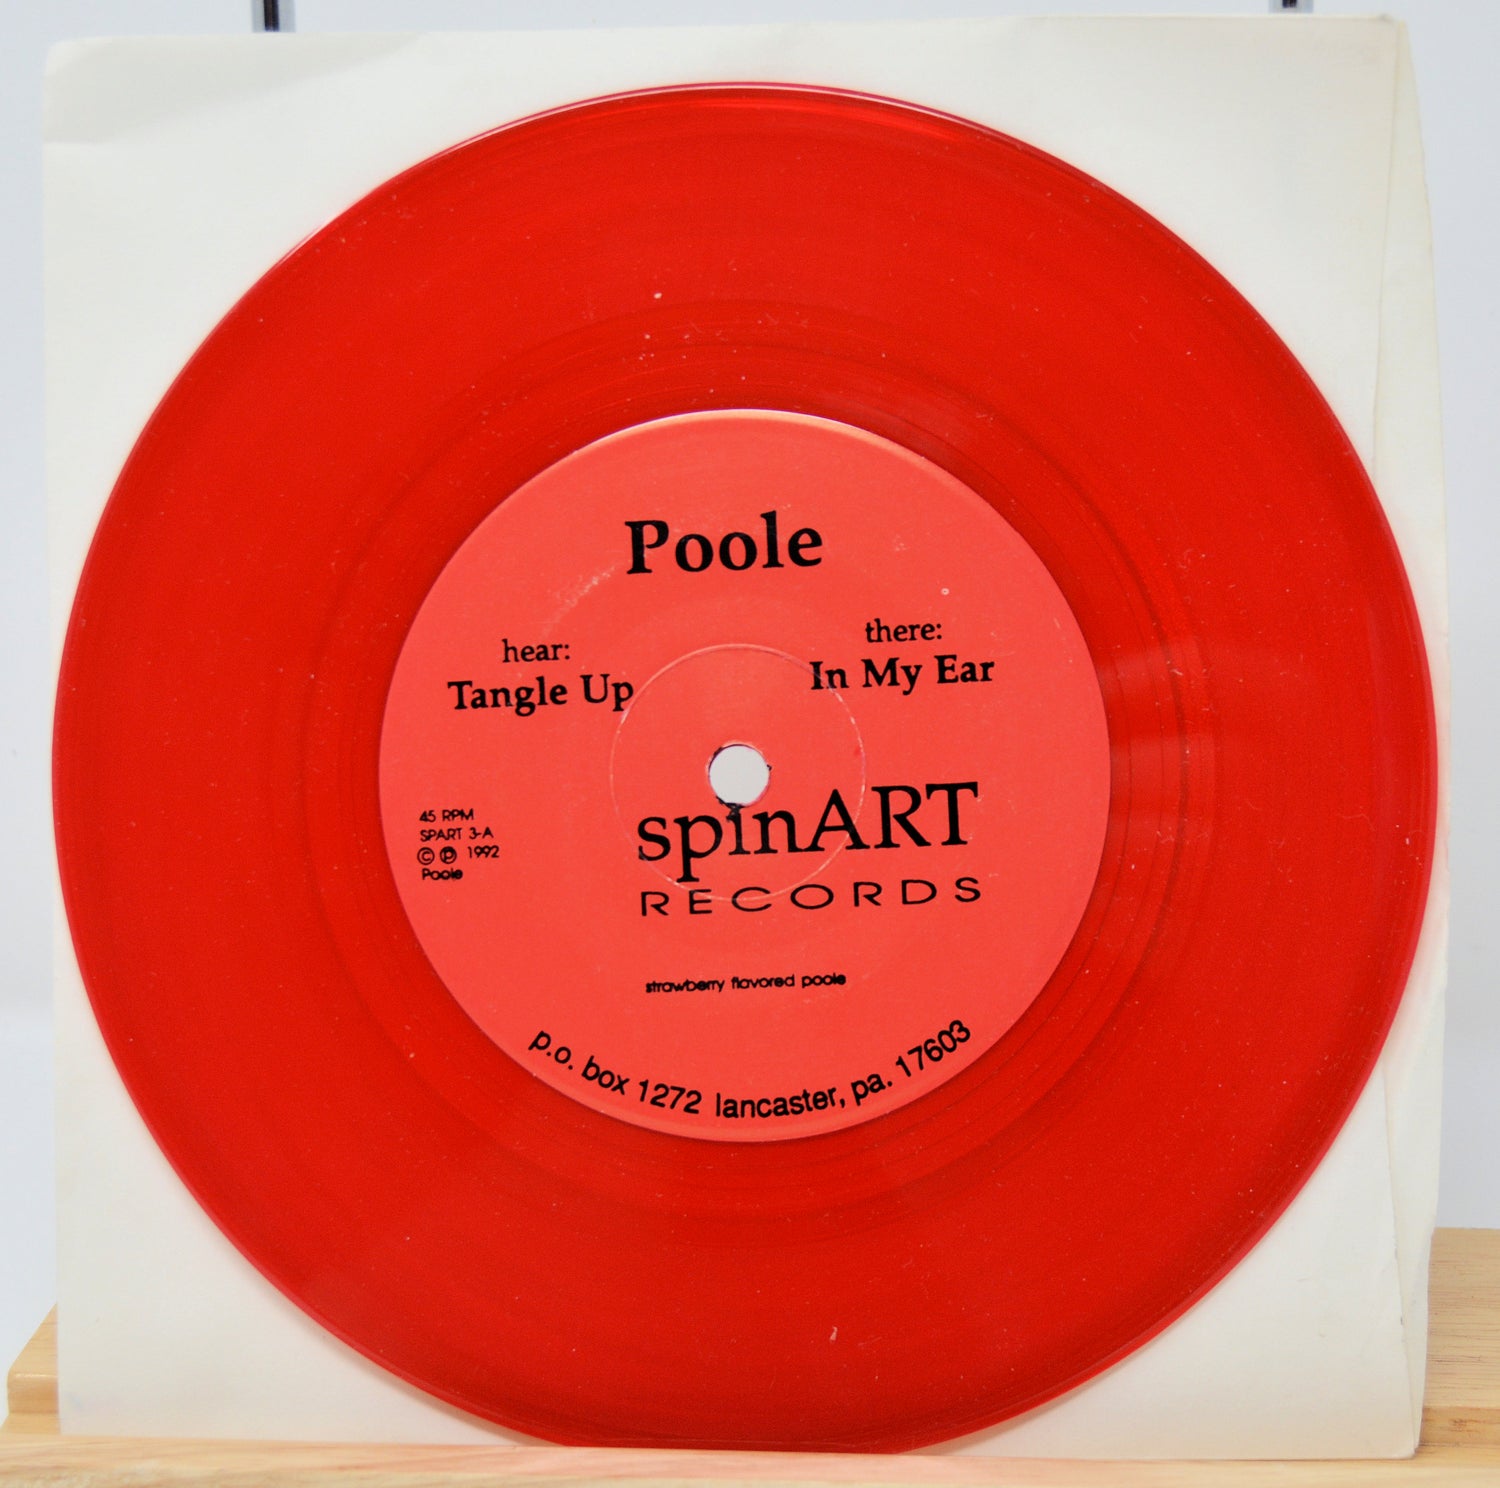 Poole
hear:
Tangle Up
there:
In My Ear
45 RPM
SPART 3-A
© ℗ 1992
Poole
spinART
RECORDS
strawberry flavored poole
p.o. box 1272 lancaster, pa. 17603